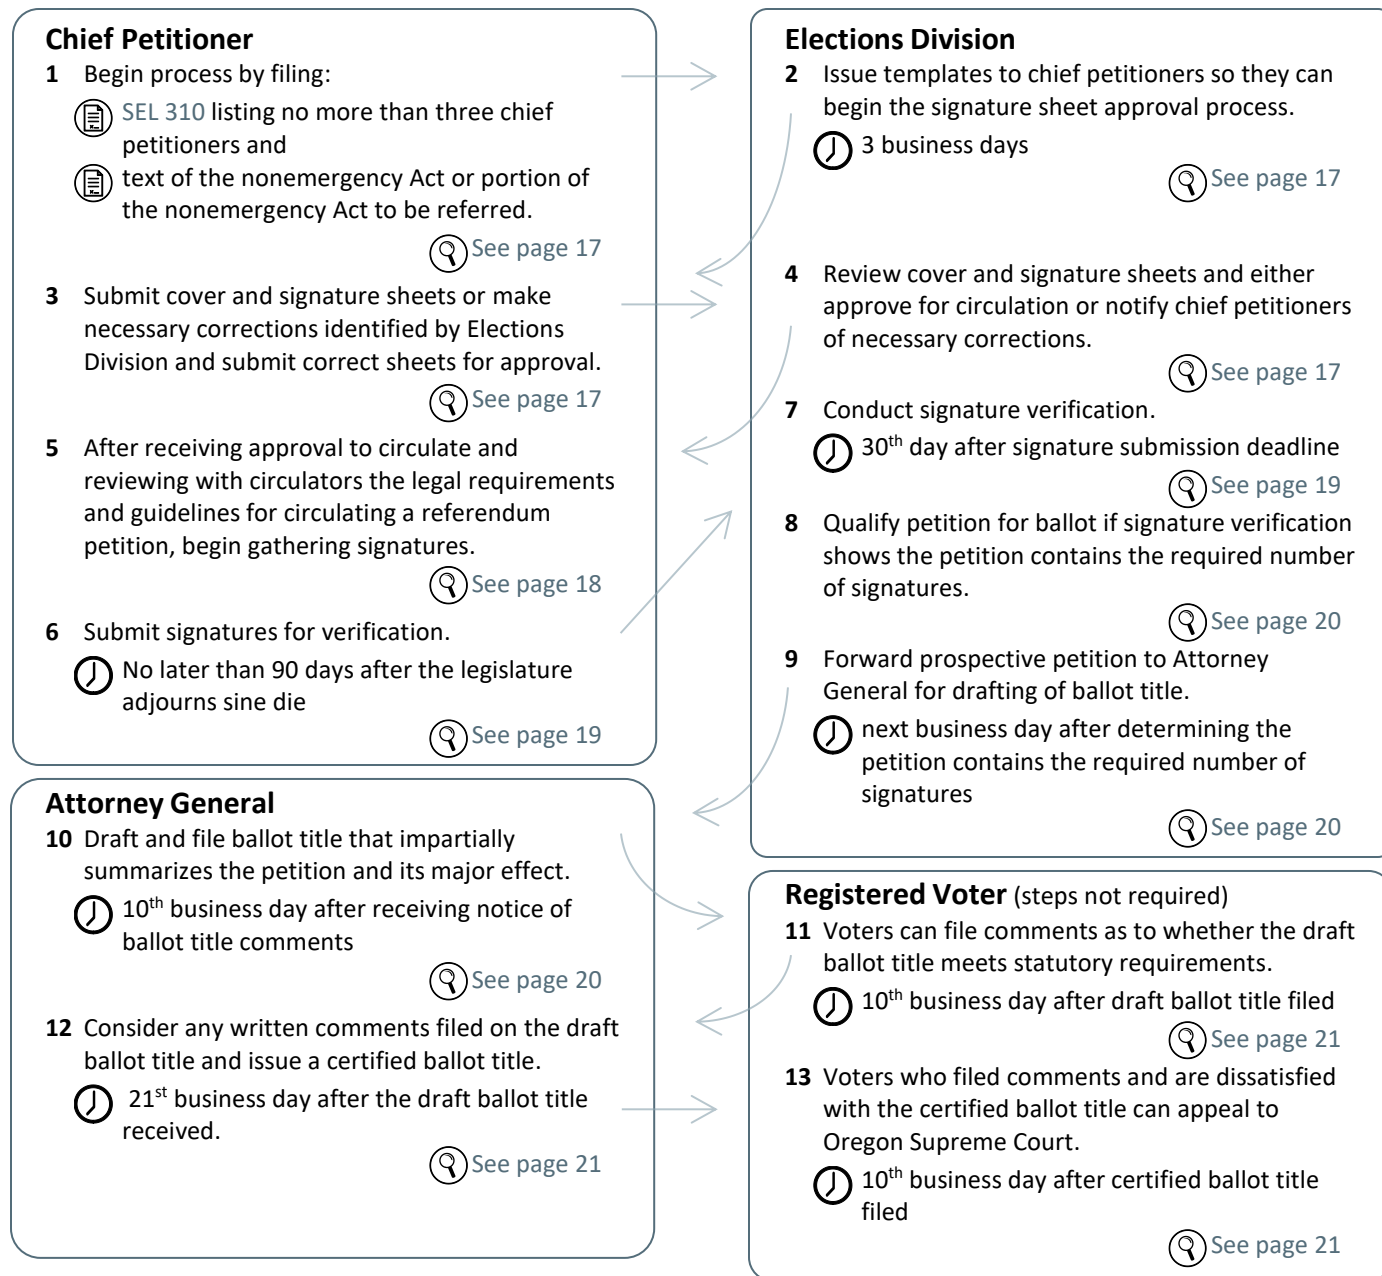 Chief Petitioner
1 Begin process by filing:
SEL 310 listing no more than three chief
petitioners and
text of the nonemergency Act or portion of
the nonemergency Act to be referred.
See page 17
3 Submit cover and signature sheets or make
necessary corrections identified by Elections
Division and submit correct sheets for approval.
See page 17
5 After receiving approval to circulate and
reviewing with circulators the legal requirements
and guidelines for circulating a referendum
petition, begin gathering signatures.
See page 18
6 Submit signatures for verification.
No later than 90 days after the legislature
adjourns sine die
See page 19
Elections Division
2 Issue templates to chief petitioners so they can
begin the signature sheet approval process.
3 business days
See page 17
4 Review cover and signature sheets and either
approve for circulation or notify chief petitioners
of necessary corrections.
See page 17
7 Conduct signature verification.
30th day after signature submission deadline
See page 19
8 Qualify petition for ballot if signature verification
shows the petition contains the required number
of signatures.
See page 20
9 Forward prospective petition to Attorney
General for drafting of ballot title.
next business day after determining the
petition contains the required number of
signatures
See page 20
Attorney General
10 Draft and file ballot title that impartially
summarizes the petition and its major effect.
10th business day after receiving notice of
ballot title comments
See page 20
12 Consider any written comments filed on the draft
ballot title and issue a certified ballot title.
21st business day after the draft ballot title
received.
See page 21
Registered Voter (steps not required)
11 Voters can file comments as to whether the draft
ballot title meets statutory requirements.
10th business day after draft ballot title filed
See page 21
13 Voters who filed comments and are dissatisfied
with the certified ballot title can appeal to
Oregon Supreme Court.
10th business day after certified ballot title
filed
See page 21